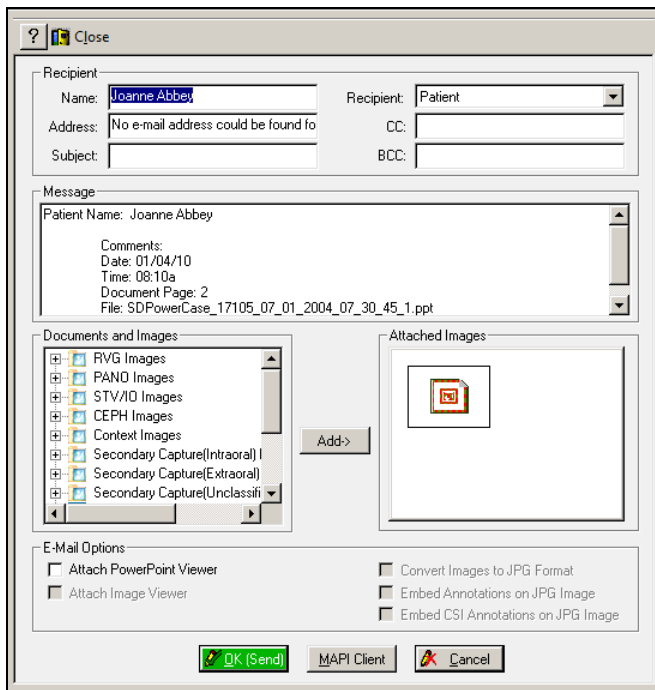 ? Close
Recipient
Name: Joanne Abbey Recipient: Patient
Address: No e-mail address could be found fo CC:
Subject: BCC:
Message
Patient Name: Joanne Abbey
Comments:
Date: 01/04/10
Time: 08:10a
Document Page: 2
File: SDPowerCase_17105_07_01_2004_07_30_45_1.ppt
Documents and Images Attached Images
RVG Images
PANO Images
STV/IO Images
CEPH Images
Context Images
Add->
Secondary Capture(Intraoral) I
Secondary Capture(Extraoral)
Secondary Capture(Unclassifi
E-Mail Options
Attach PowerPoint Viewer Convert Images to JPG Format
Attach Image Viewer Embed Annotations on JPG Image
Embed CSI Annotations on JPG Image
OK (Send) MAPI Client Cancel